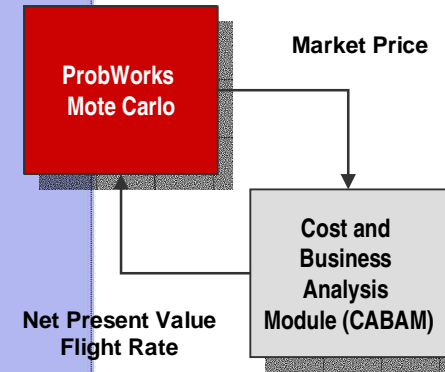 Market Price
ProbWorks
Mote Carlo
Cost and
Business
Analysis
Module (CABAM)
Net Present Value
Flight Rate